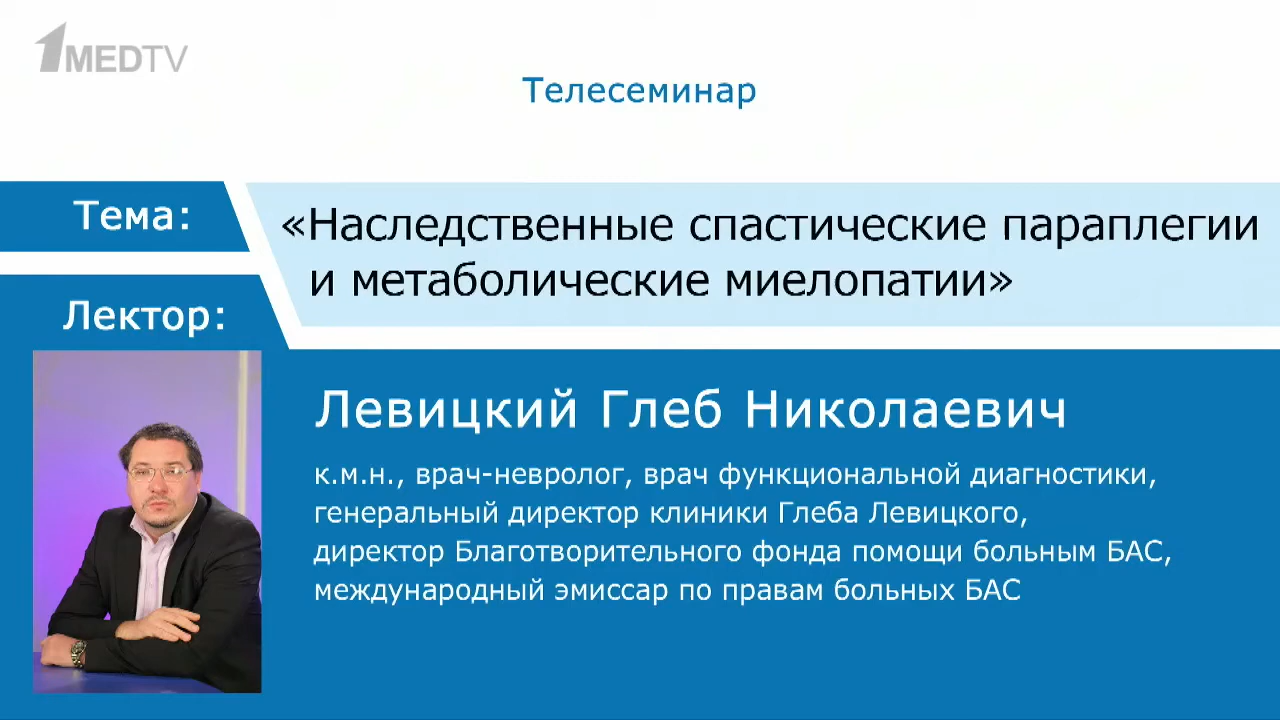 1MEDTV
Телесеминар
Тема:
«Наследственные спастические параплегии
и метаболические миелопатии»
Лектор:
Левицкий Глеб Николаевич
к.м.н., врач-невролог, врач функциональной диагностики,
генеральный директор клиники Глеба Левицкого,
директор Благотворительного фонда помощи больным БАС,
международный эмиссар по правам больных БАС